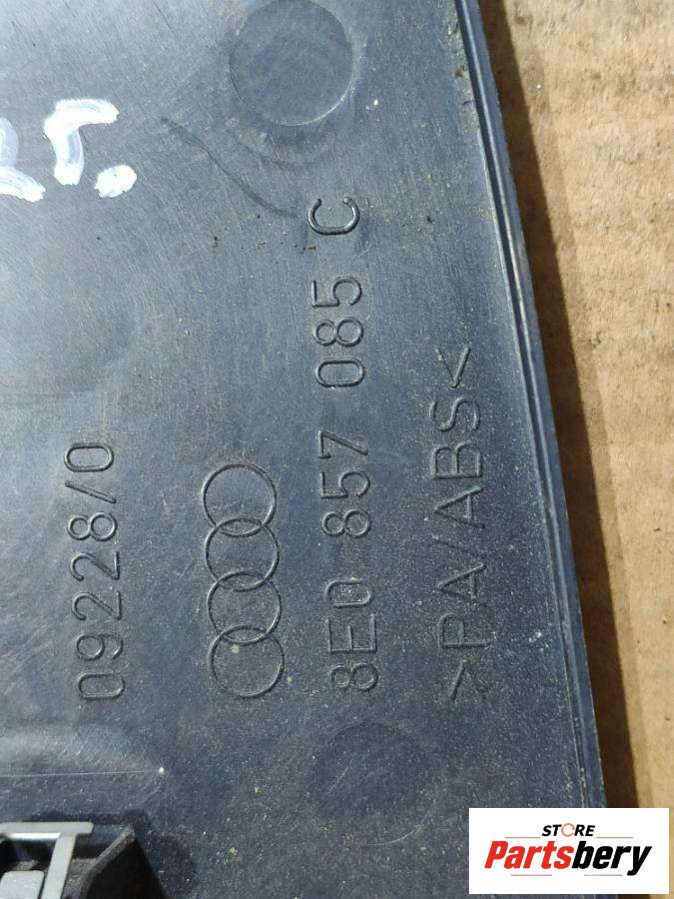 09228/0
8E0 857 085 C
>PA/ABS<
STORE
Partsbery